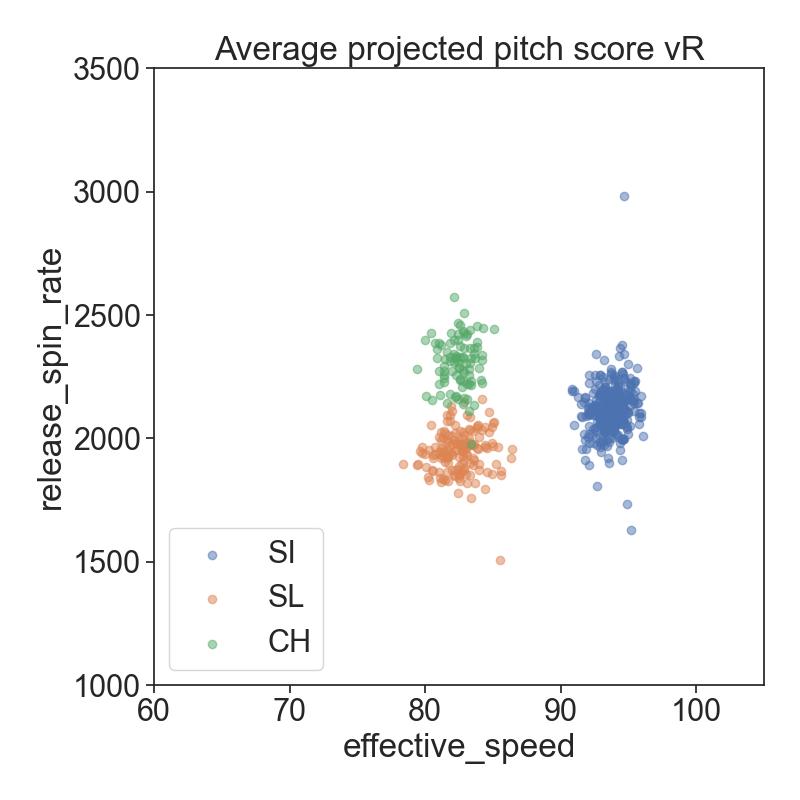 Average projected pitch score vR
3500
3000
2500
2000
1500
1000
release_spin_rate
SI
SL
CH
60 70 80 90 100
effective_speed